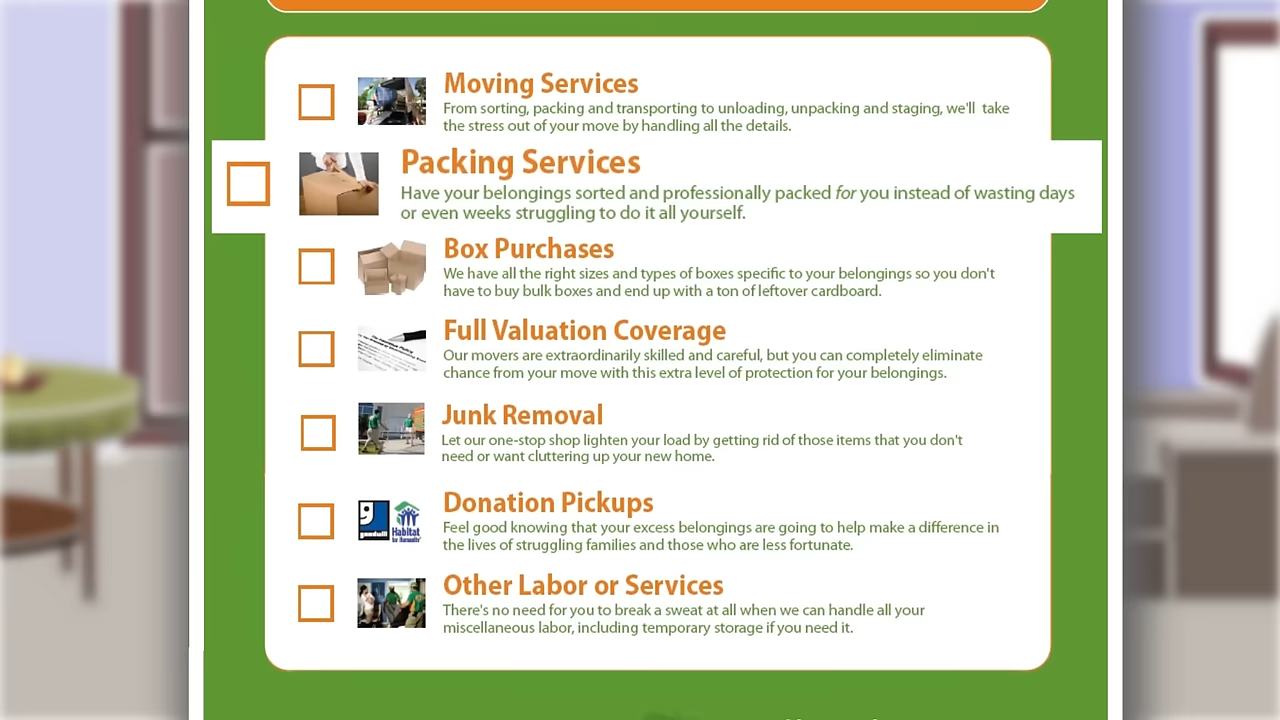 Moving Services
From sorting, packing and transporting to unloading, unpacking and staging, we'll take
the stress out of your move by handling all the details.
Packing Services
Have your belongings sorted and professionally packed for you instead of wasting days
or even weeks struggling to do it all yourself.
Box Purchases
We have all the right sizes and types of boxes specific to your belongings so you don't
have to buy bulk boxes and end up with a ton of leftover cardboard.
Full Valuation Coverage
Our movers are extraordinarily skilled and careful, but you can completely eliminate
chance from your move with this extra level of protection for your belongings.
Junk Removal
Let our one-stop shop lighten your load by getting rid of those items that you don't
need or want cluttering up your new home.
goodwill
Habitat
for Humanity
Donation Pickups
Feel good knowing that your excess belongings are going to help make a difference in
the lives of struggling families and those who are less fortunate.
Other Labor or Services
There's no need for you to break a sweat at all when we can handle all your
miscellaneous labor, including temporary storage if you need it.